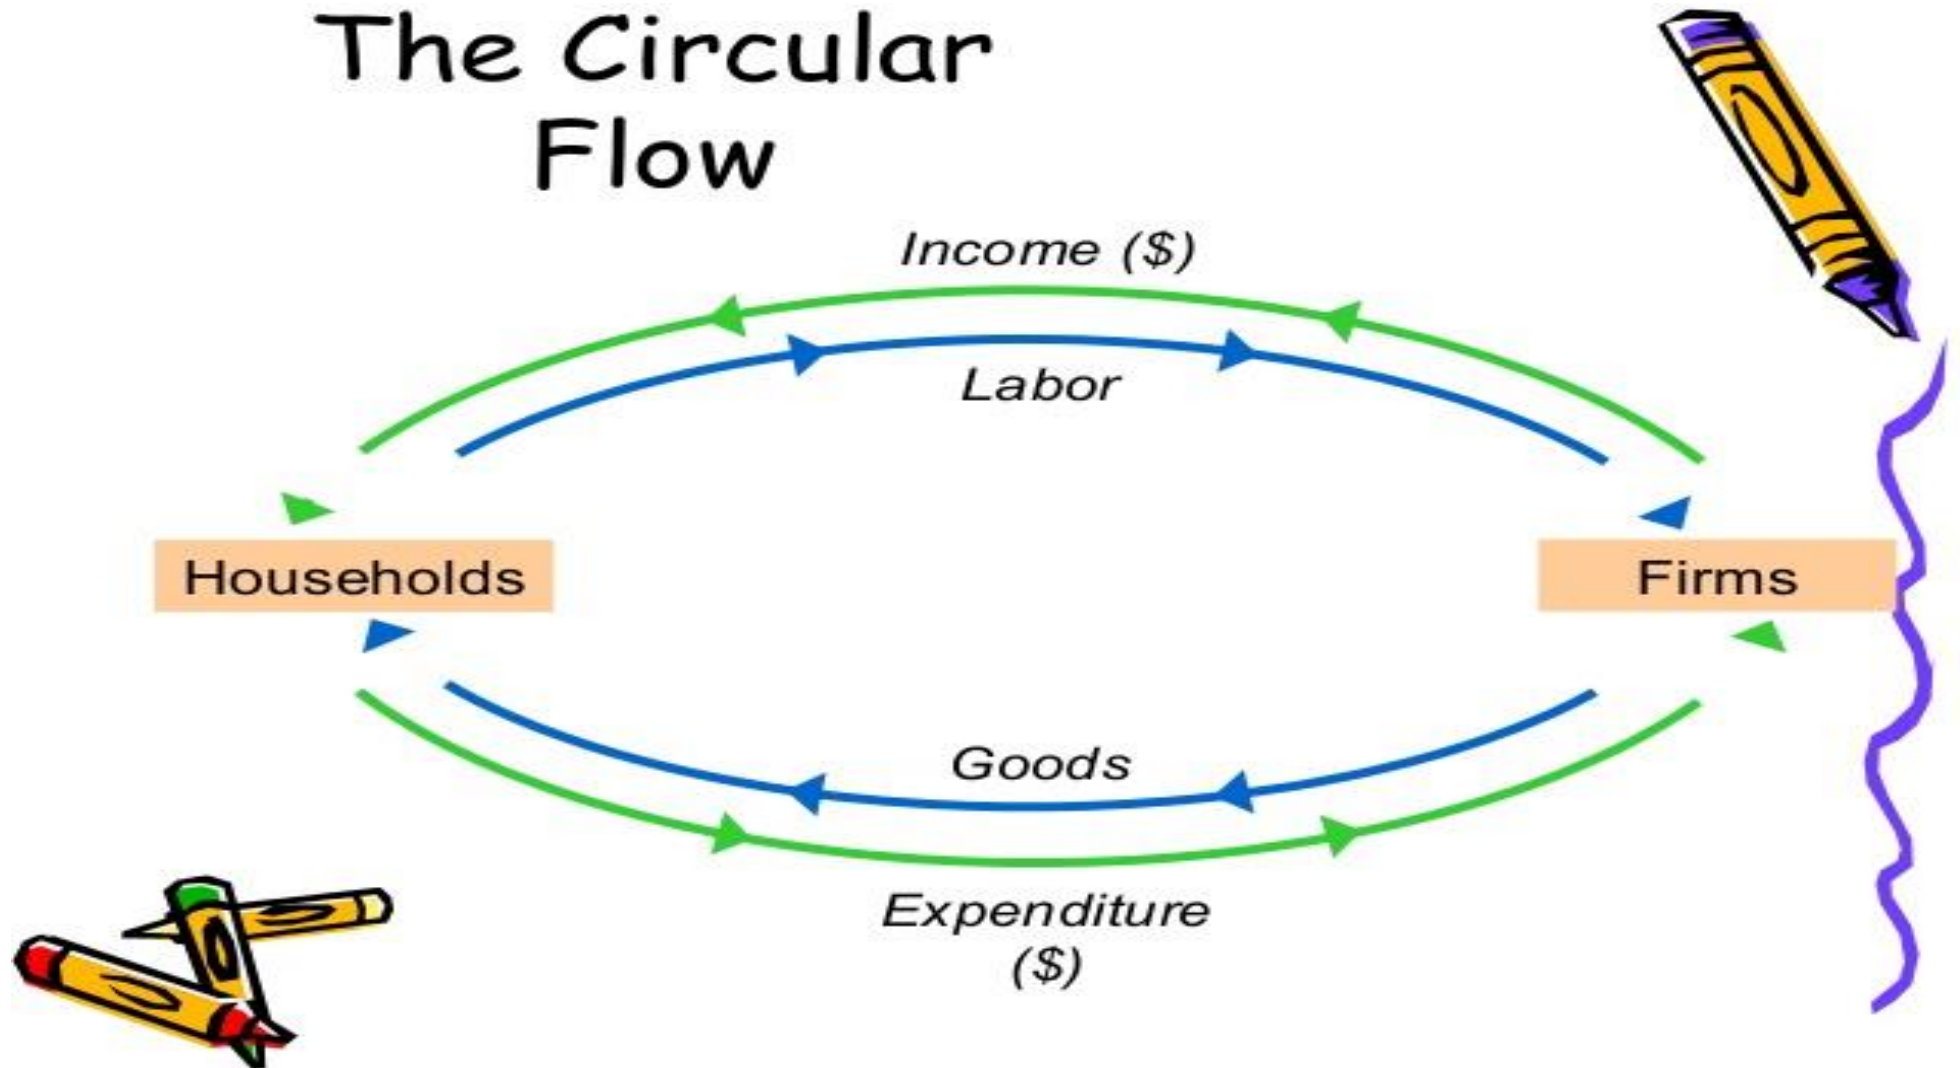 The Circular
Flow
Income ($)
Labor
Households
Firms
Goods
Expenditure
($)